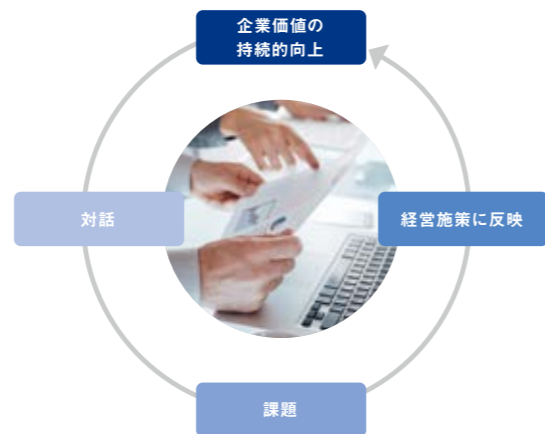 企業価値の
持続的向上
対話
経営施策に反映
課題